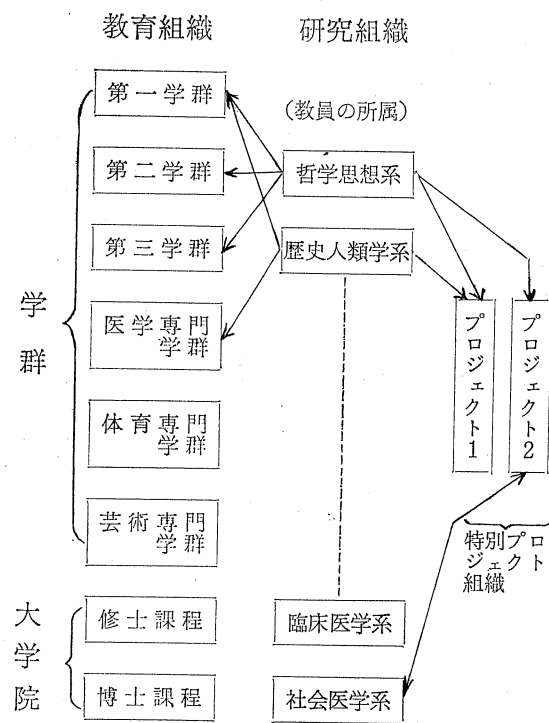 教育組織
研究組織
第一学群
（教員の所属）
第二学群
哲学思想系
第三学群
歴史人類学系
学群
医学専門
学群
プロジェクト1
プロジェクト2
体育専門
学群
芸術専門
学群
特別プロ
ジェクト
組織
大学院
修士課程
臨床医学系
博士課程
社会医学系